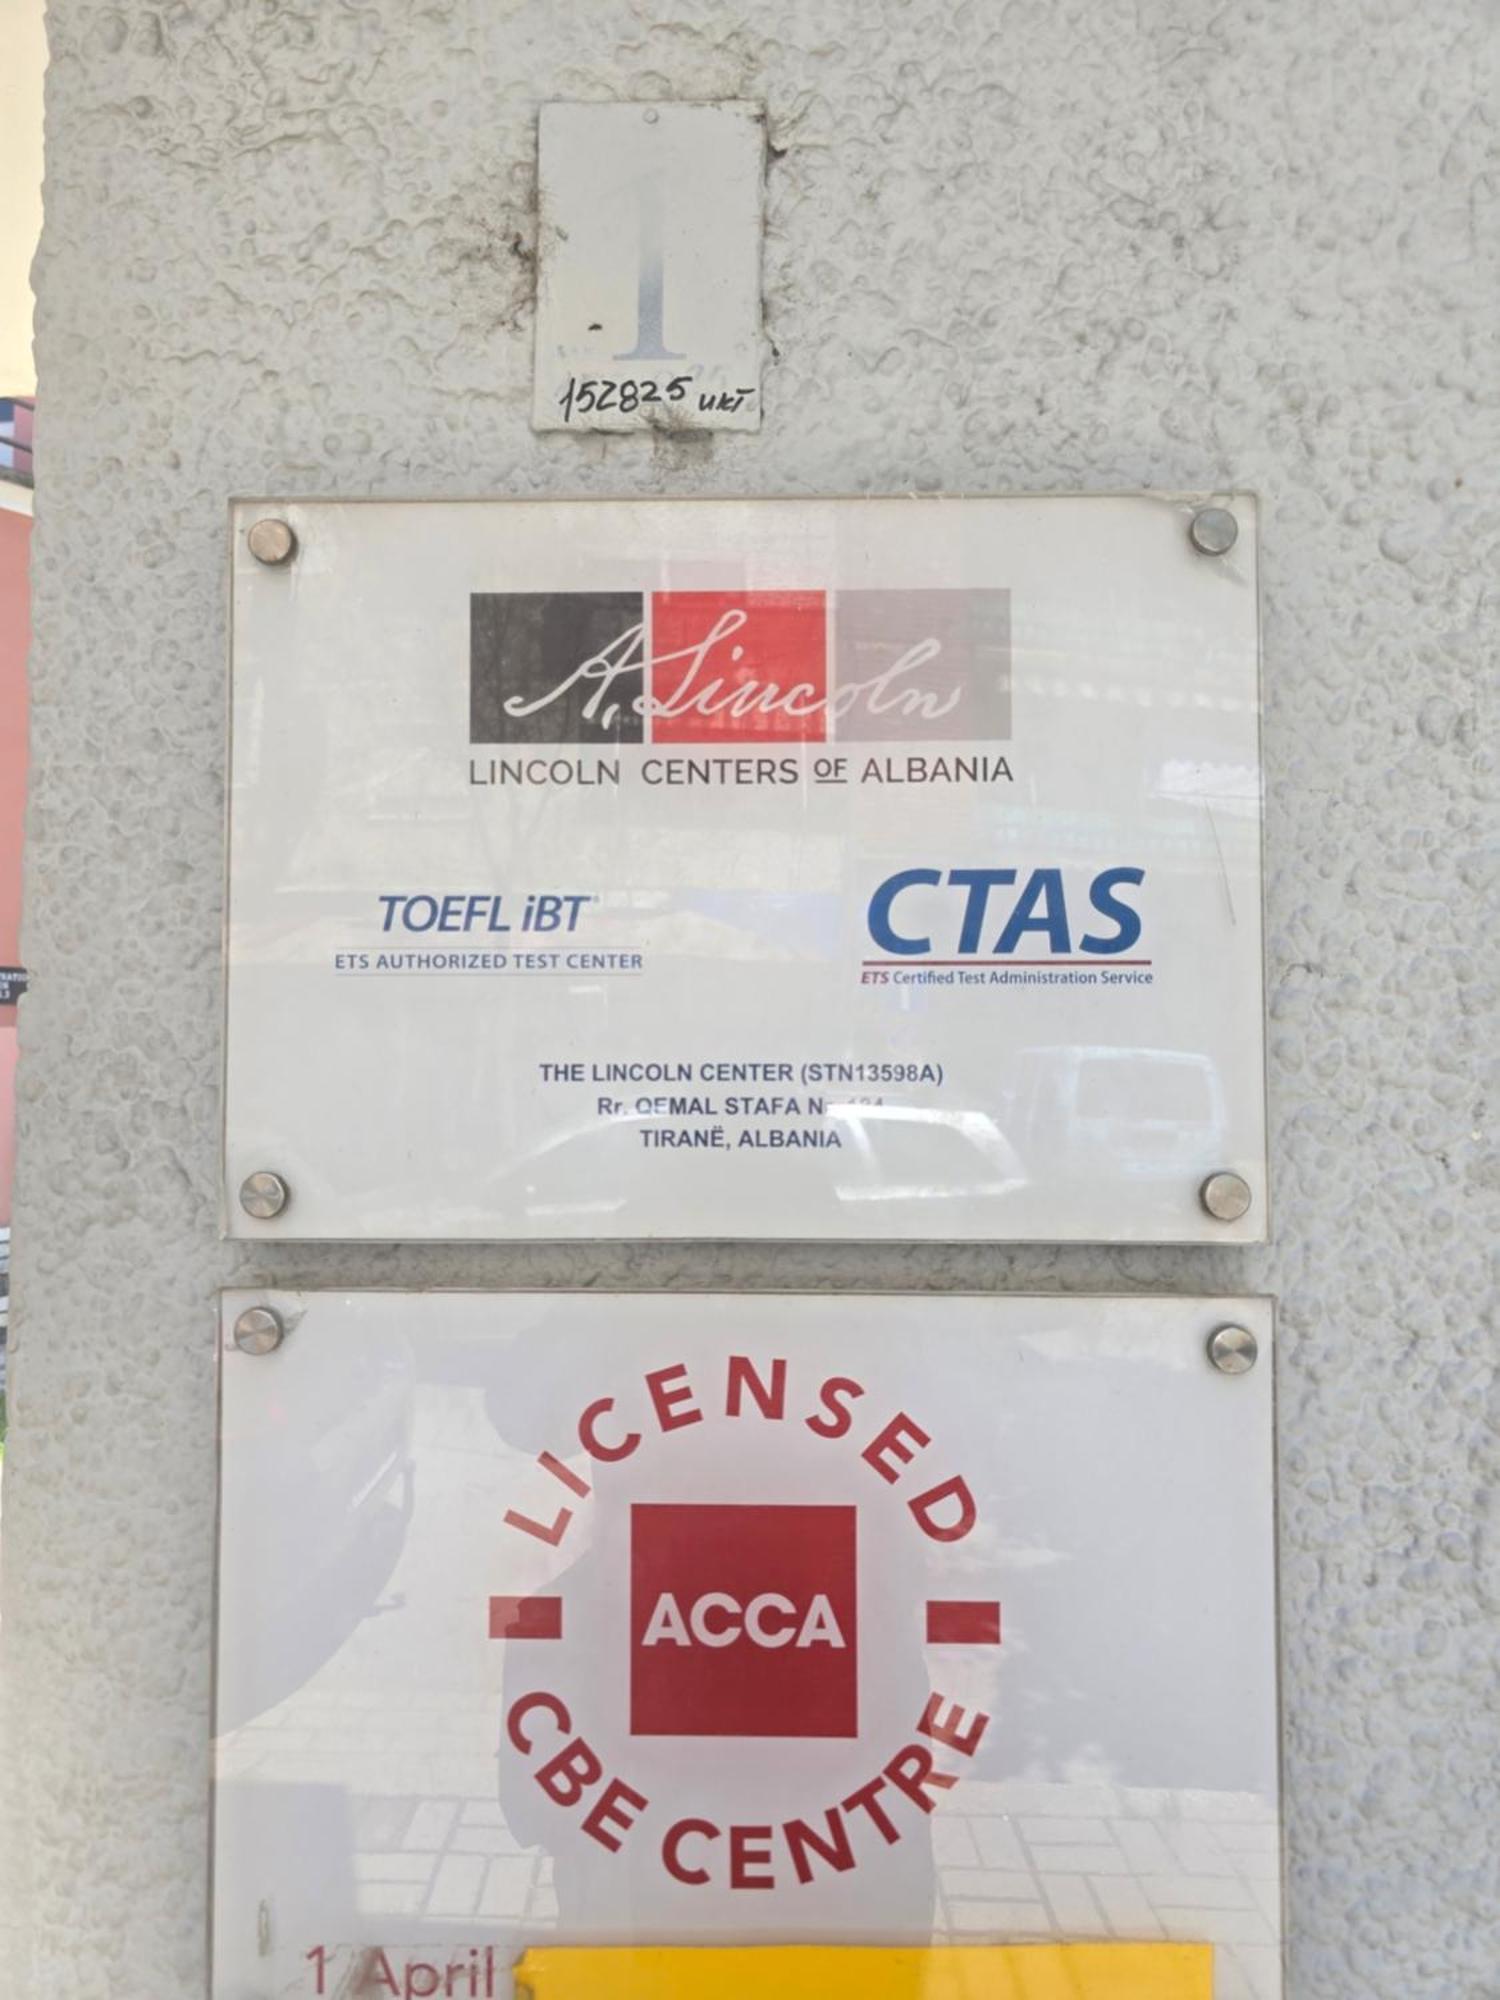 1
152825 UKT
A. Lincoln
LINCOLN CENTERS OF ALBANIA
TOEFL iBT
ETS AUTHORIZED TEST CENTER
CTAS
ETS Certified Test Administration Service
THE LINCOLN CENTER (STN13598A)
Rr. QEMAL STAFA
TIRANË, ALBANIA
LICENSED
ACCA
CBE CENTRE
1 April